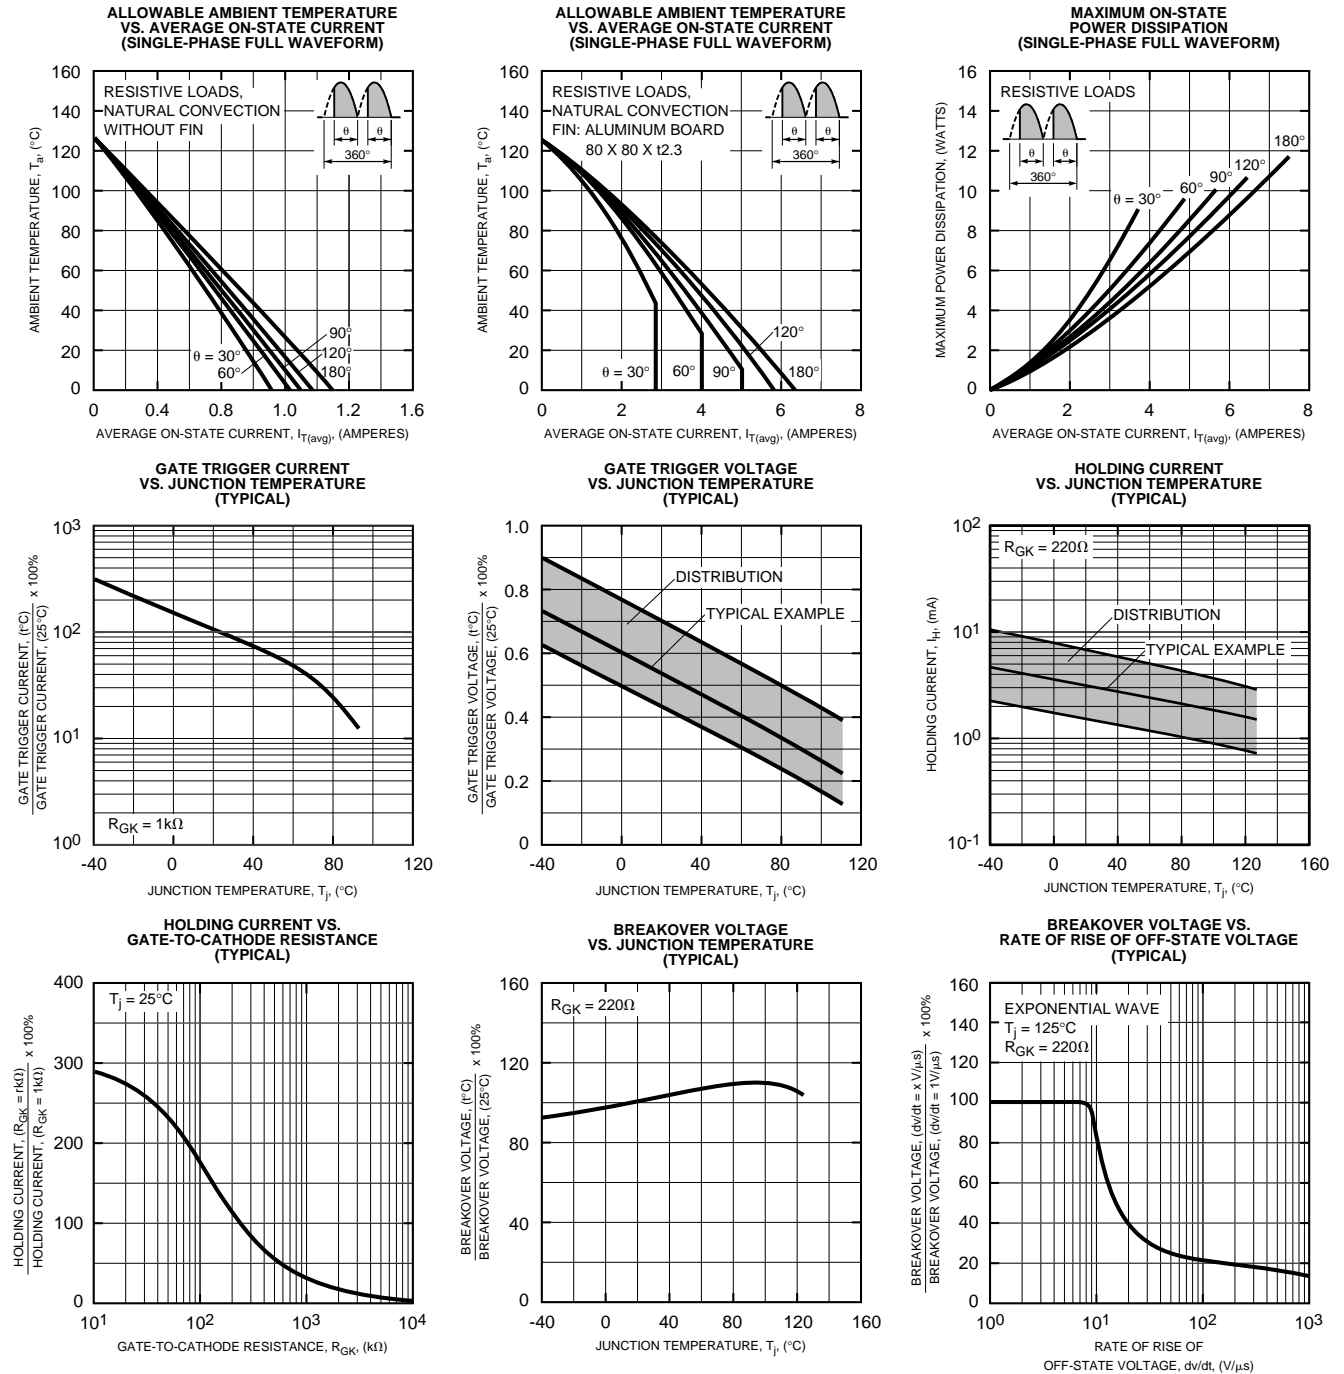 ALLOWABLE AMBIENT TEMPERATURE
VS. AVERAGE ON-STATE CURRENT
(SINGLE-PHASE FULL WAVEFORM)
160
140
120
100
80
60
40
20
0
AMBIENT TEMPERATURE, Ta, (°C)
RESISTIVE LOADS,
NATURAL CONVECTION
WITHOUT FIN
θ θ
360°
90°
θ = 30° 120°
60° 180°
0 0.4 0.8 1.0 1.2 1.6
AVERAGE ON-STATE CURRENT, IT(avg), (AMPERES)
ALLOWABLE AMBIENT TEMPERATURE
VS. AVERAGE ON-STATE CURRENT
(SINGLE-PHASE FULL WAVEFORM)
160
140
120
100
80
60
40
20
0
AMBIENT TEMPERATURE, Ta, (°C)
RESISTIVE LOADS,
NATURAL CONVECTION
FIN: ALUMINUM BOARD
80 X 80 X t2.3
θ θ
360°
120°
θ = 30° 60° 90° 180°
0 2 4 6 8
AVERAGE ON-STATE CURRENT, IT(avg), (AMPERES)
MAXIMUM ON-STATE
POWER DISSIPATION
(SINGLE-PHASE FULL WAVEFORM)
16
14
12
10
8
6
4
2
0
MAXIMUM POWER DISSIPATION, (WATTS)
RESISTIVE LOADS
θ θ
360°
θ = 30° 60° 90° 120° 180°
0 2 4 6 8
AVERAGE ON-STATE CURRENT, IT(avg), (AMPERES)
GATE TRIGGER CURRENT
VS. JUNCTION TEMPERATURE
(TYPICAL)
10³
10²
10¹
10⁰
GATE TRIGGER CURRENT, (t°C)
GATE TRIGGER CURRENT, (25°C)
x 100%
RGK = 1kΩ
-40 0 40 80 120
JUNCTION TEMPERATURE, Tj, (°C)
GATE TRIGGER VOLTAGE
VS. JUNCTION TEMPERATURE
(TYPICAL)
1.0
0.8
0.6
0.4
0.2
0
GATE TRIGGER VOLTAGE, (t°C)
GATE TRIGGER VOLTAGE, (25°C)
x 100%
DISTRIBUTION
TYPICAL EXAMPLE
-40 0 40 80 120
JUNCTION TEMPERATURE, Tj, (°C)
HOLDING CURRENT
VS. JUNCTION TEMPERATURE
(TYPICAL)
10²
10¹
10⁰
10⁻¹
HOLDING CURRENT, IH, (mA)
RGK = 220Ω
DISTRIBUTION
TYPICAL EXAMPLE
-40 0 40 80 120 160
JUNCTION TEMPERATURE, Tj, (°C)
HOLDING CURRENT VS.
GATE-TO-CATHODE RESISTANCE
(TYPICAL)
400
300
200
100
0
HOLDING CURRENT, (RGK = rkΩ)
HOLDING CURRENT, (RGK = 1kΩ)
x 100%
Tj = 25°C
10¹ 10² 10³ 10⁴
GATE-TO-CATHODE RESISTANCE, RGK, (kΩ)
BREAKOVER VOLTAGE
VS. JUNCTION TEMPERATURE
(TYPICAL)
160
120
80
40
0
BREAKOVER VOLTAGE, (t°C)
BREAKOVER VOLTAGE, (25°C)
x 100%
RGK = 220Ω
-40 0 40 80 120 160
JUNCTION TEMPERATURE, Tj, (°C)
BREAKOVER VOLTAGE VS.
RATE OF RISE OF OFF-STATE VOLTAGE
(TYPICAL)
160
140
120
100
80
60
40
20
0
BREAKOVER VOLTAGE, (dv/dt = x V/µs)
BREAKOVER VOLTAGE, (dv/dt = 1V/µs)
x 100%
EXPONENTIAL WAVE
Tj = 125°C
RGK = 220Ω
10⁰ 10¹ 10² 10³
RATE OF RISE OF
OFF-STATE VOLTAGE, dv/dt, (V/µs)